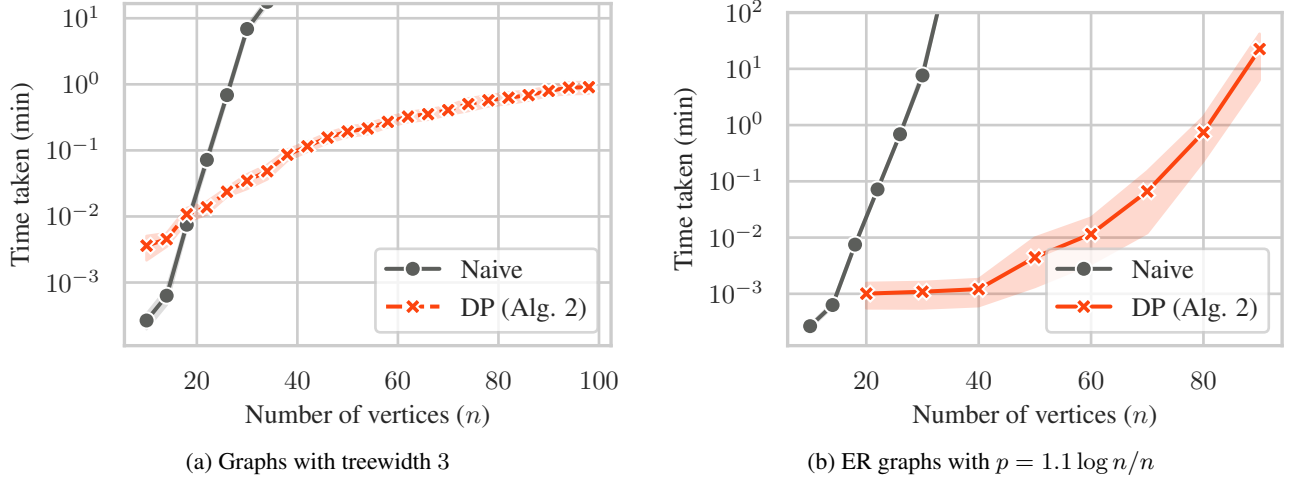 10^1
10^0
10^−1
10^−2
10^−3
Time taken (min)
Naive
DP (Alg. 2)
20 40 60 80 100
Number of vertices (n)
(a) Graphs with treewidth 3
10^2
10^1
10^0
10^−1
10^−2
10^−3
Time taken (min)
Naive
DP (Alg. 2)
20 40 60 80
Number of vertices (n)
(b) ER graphs with p = 1.1 log n/n